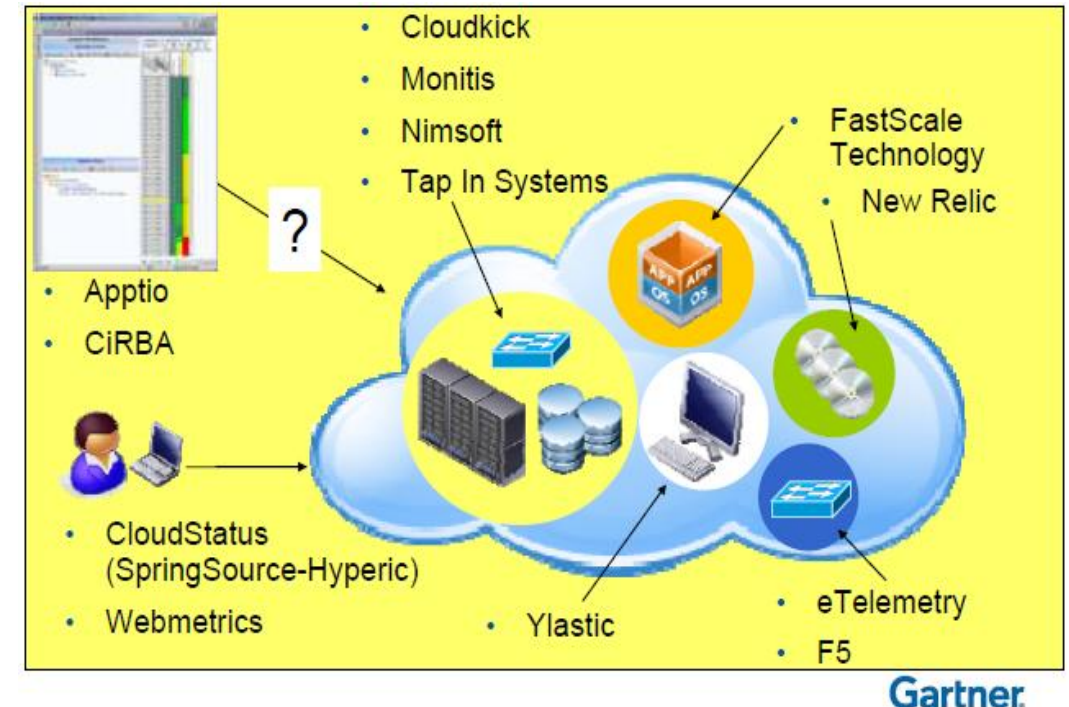 Cloudkick
Monitis
Nimsoft
Tap In Systems
FastScale
Technology
New Relic
?
Apptio
CiRBA
APP APP
OS OS
CloudStatus
(SpringSource-Hyperic)
Webmetrics
Ylastic
eTelemetry
F5
Gartner